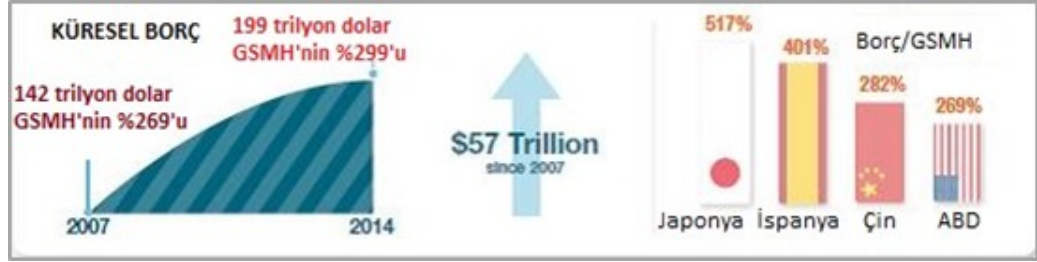 KÜRESEL BORÇ
199 trilyon dolar
GSMH'nin %299'u
142 trilyon dolar
GSMH'nin %269'u
2007
2014
$57 Trillion
since 2007
Borç/GSMH
517%
401%
282%
269%
Japonya
İspanya
Çin
ABD